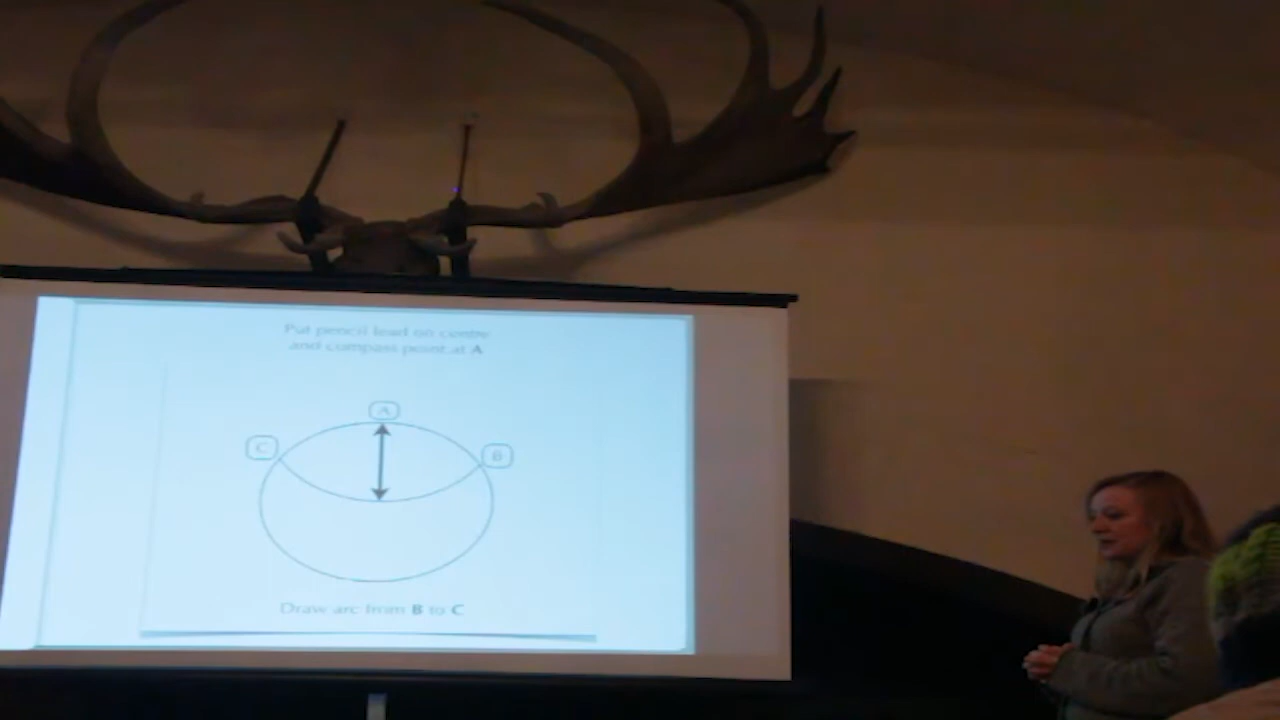 Put pencil lead on centre
and compass point at A
A
C
B
Draw arc from B to C